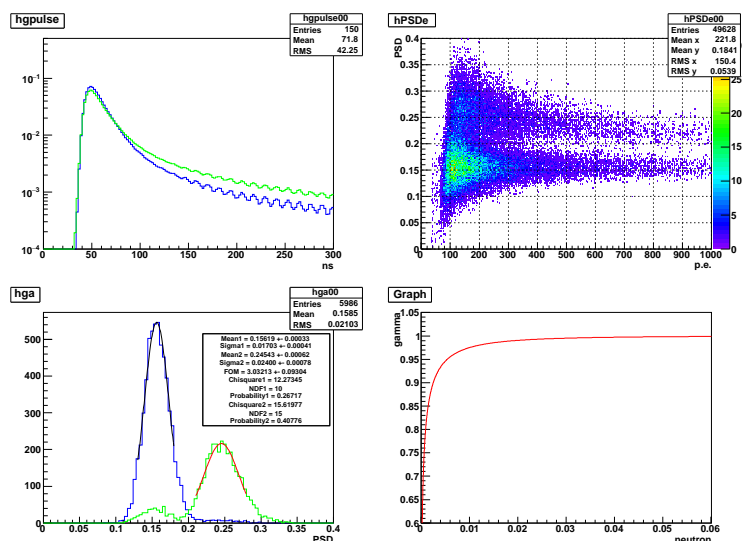 hgpulse
hgpulse00
Entries 150
Mean 71.8
RMS 42.25
10⁻¹
10⁻²
10⁻³
10⁻⁴
0 50 100 150 200 250 300
ns
hPSDe
hPSDe00
Entries 49628
Mean x 221.8
Mean y 0.1841
RMS x 150.4
RMS y 0.0539
PSD
0.4
0.35
0.3
0.25
0.2
0.15
0.1
0.05
0
0 100 200 300 400 500 600 700 800 900 1000
p.e.
25
20
15
10
5
0
hga
hga00
Entries 5986
Mean 0.1585
RMS 0.02103
Mean1 = 0.15619 +- 0.00033
Sigma1 = 0.01703 +- 0.00041
Mean2 = 0.24543 +- 0.00062
Sigma2 = 0.02400 +- 0.00078
FOM = 3.03213 +- 0.09304
Chisquare1 = 12.27345
NDF1 = 10
Probability1 = 0.26717
Chisquare2 = 15.61977
NDF2 = 15
Probability2 = 0.40776
500
400
300
200
100
0
0 0.05 0.1 0.15 0.2 0.25 0.3 0.35 0.4
PSD
Graph
gamma
1.05
1
0.95
0.9
0.85
0.8
0.75
0.7
0.65
0.6
0 0.01 0.02 0.03 0.04 0.05 0.06
neutron